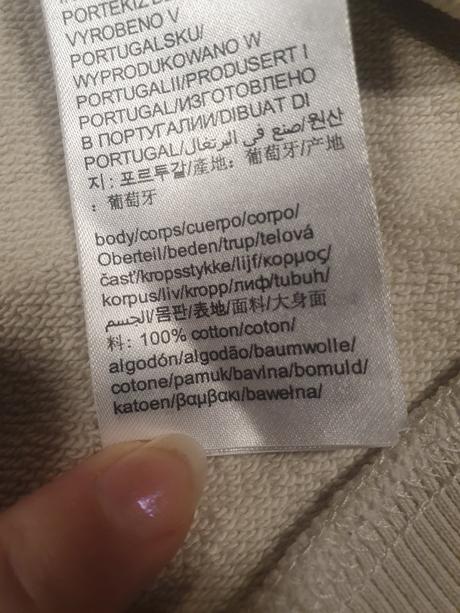 PORTEKİZ
VYROBENO V
PORTUGALSKU/
WYPRODUKOWANO W
PORTUGALII/PRODUSERT I
PORTUGAL/ИЗГОТОВЛЕНО
В ПОРТУГАЛИИ/DIBUAT DI
PORTUGAL/صنع في البرتغال/원산
지: 포르투갈/產地: 葡萄牙/产地
: 葡萄牙
body/corps/cuerpo/corpo/
Oberteil/beden/trup/telová
časť/kropsstykke/lijf/κορμος/
korpus/liv/kropp/лиф/tubuh/
الجسم/몸판/表地/面料/大身面
料: 100% cotton/coton/
algodón/algodão/baumwolle/
cotone/pamuk/bavlna/bomuld/
katoen/βαμβακι/bawełna/